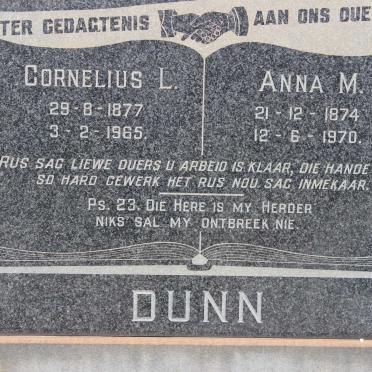 TER GEDAGTENIS AAN ONS OUE
CORNELIUS L.
29-8-1877
3-2-1965.
ANNA M.
21-12-1874
12-6-1970.
RUS SAG LIEWE OUERS U ARBEID IS KLAAR, DIE HANDE
SO HARD GEWERK HET RUS NOU SAG INMEKAAR.
PS. 23. DIE HERE IS MY HERDER
NIKS SAL MY ONTBREEK NIE.
DUNN